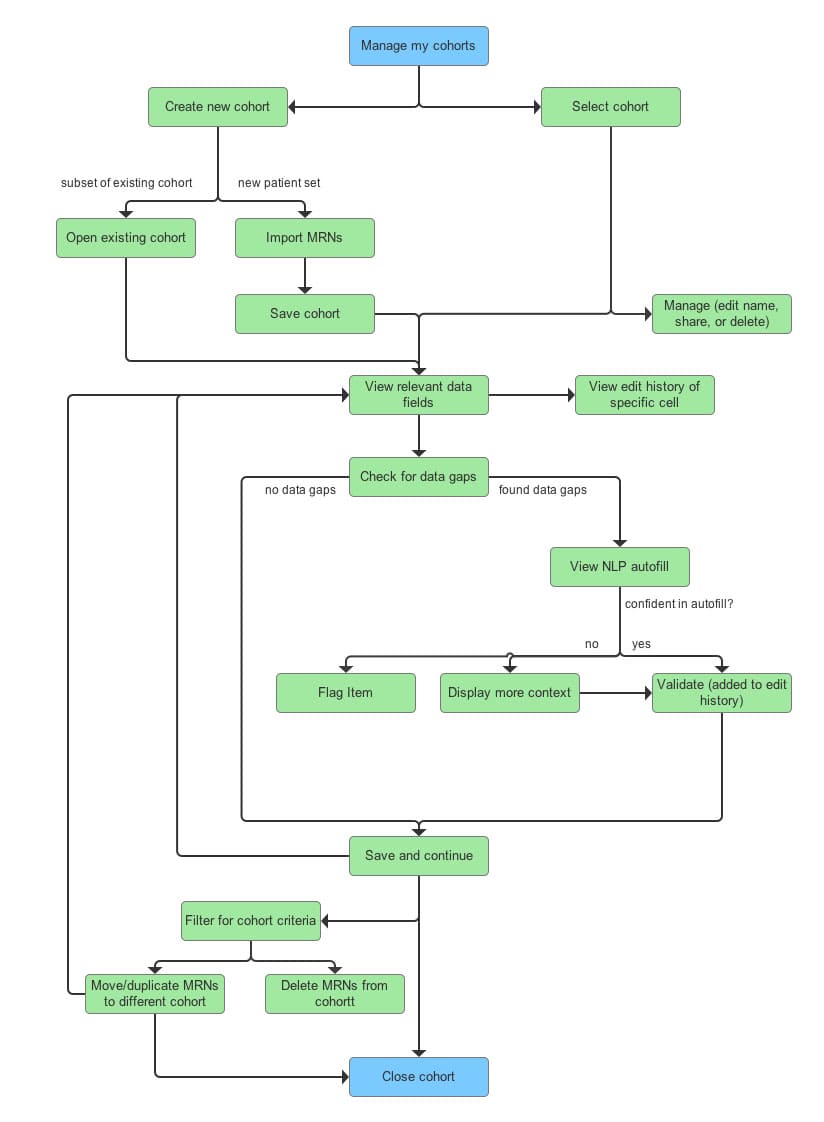 Manage my cohorts
Create new cohort
Select cohort
subset of existing cohort
new patient set
Open existing cohort
Import MRNs
Save cohort
Manage (edit name,
share, or delete)
View relevant data
fields
View edit history of
specific cell
Check for data gaps
no data gaps
found data gaps
View NLP autofill
confident in autofill?
no
yes
Flag Item
Display more context
Validate (added to edit
history)
Save and continue
Filter for cohort criteria
Move/duplicate MRNs
to different cohort
Delete MRNs from
cohortt
Close cohort